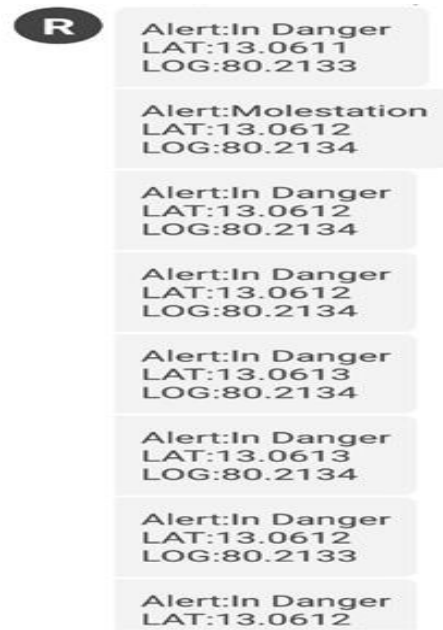 R
Alert:In Danger
LAT:13.0611
LOG:80.2133
Alert:Molestation
LAT:13.0612
LOG:80.2134
Alert:In Danger
LAT:13.0612
LOG:80.2134
Alert:In Danger
LAT:13.0612
LOG:80.2134
Alert:In Danger
LAT:13.0613
LOG:80.2134
Alert:In Danger
LAT:13.0613
LOG:80.2134
Alert:In Danger
LAT:13.0612
LOG:80.2133
Alert:In Danger
LAT:13.0612